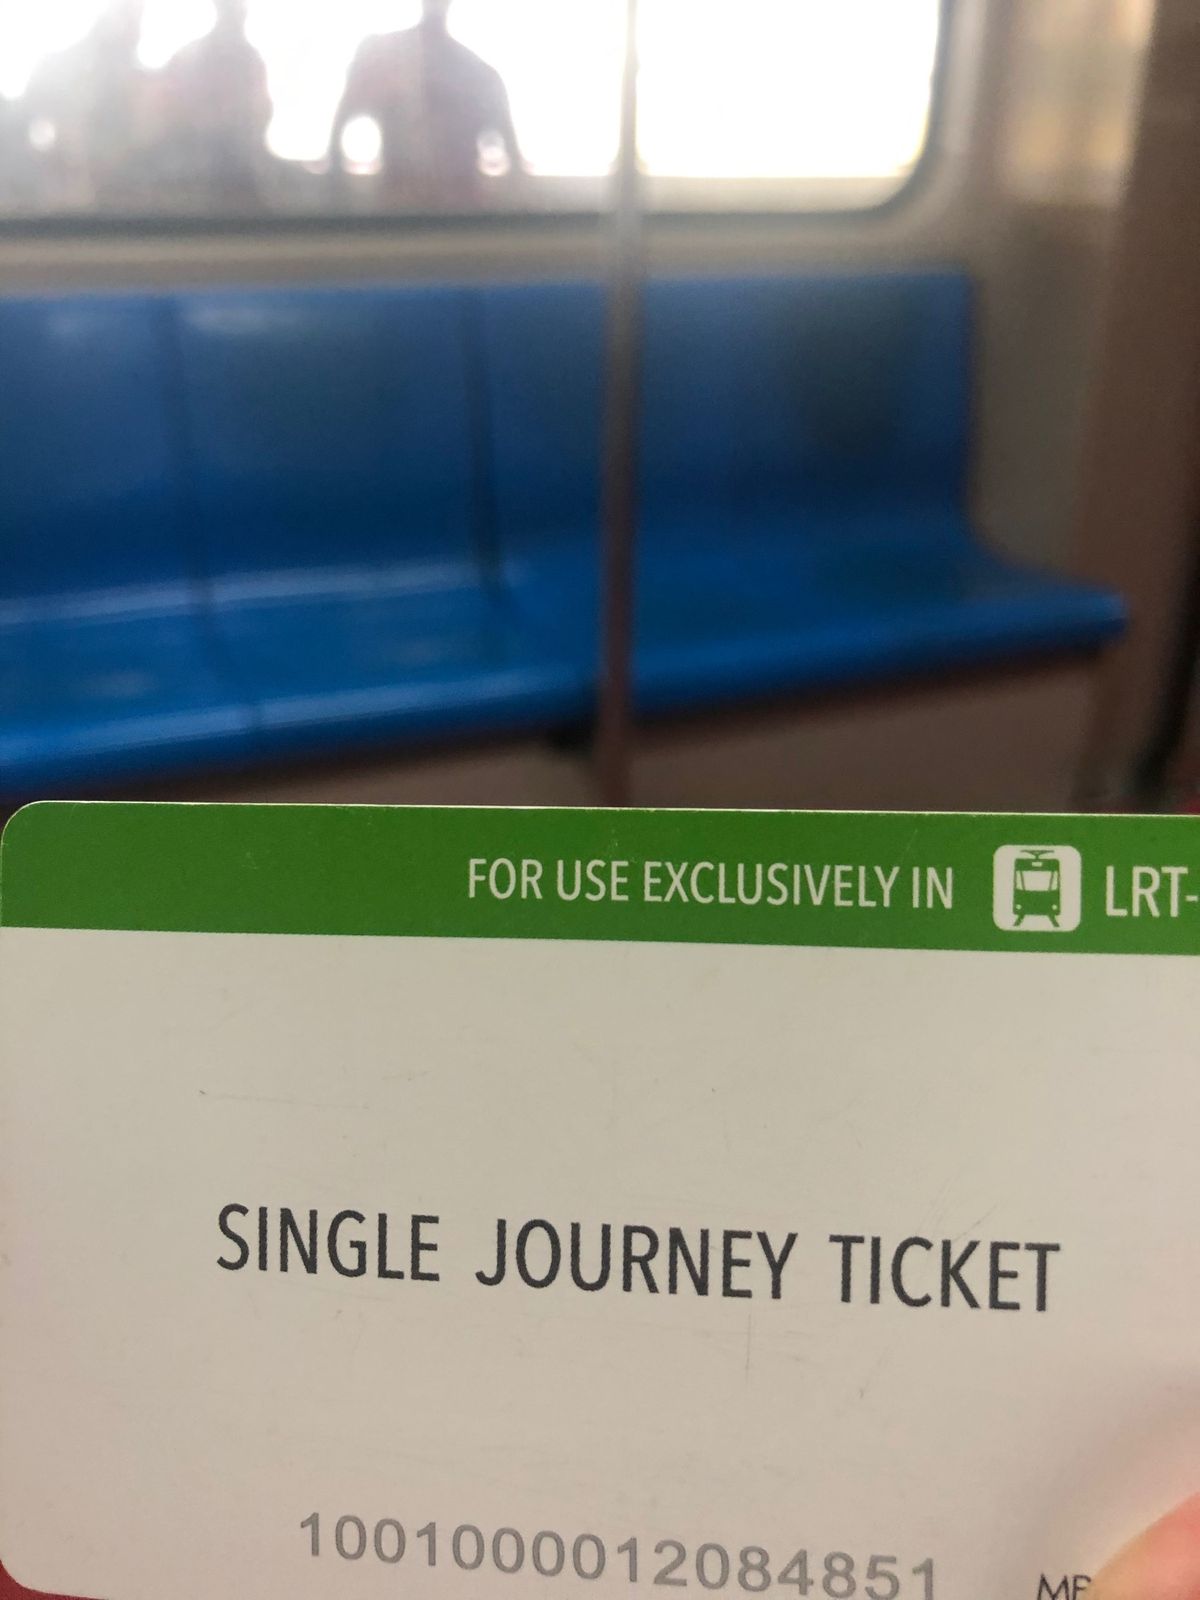 FOR USE EXCLUSIVELY IN LRT-
SINGLE JOURNEY TICKET
1001000012084851